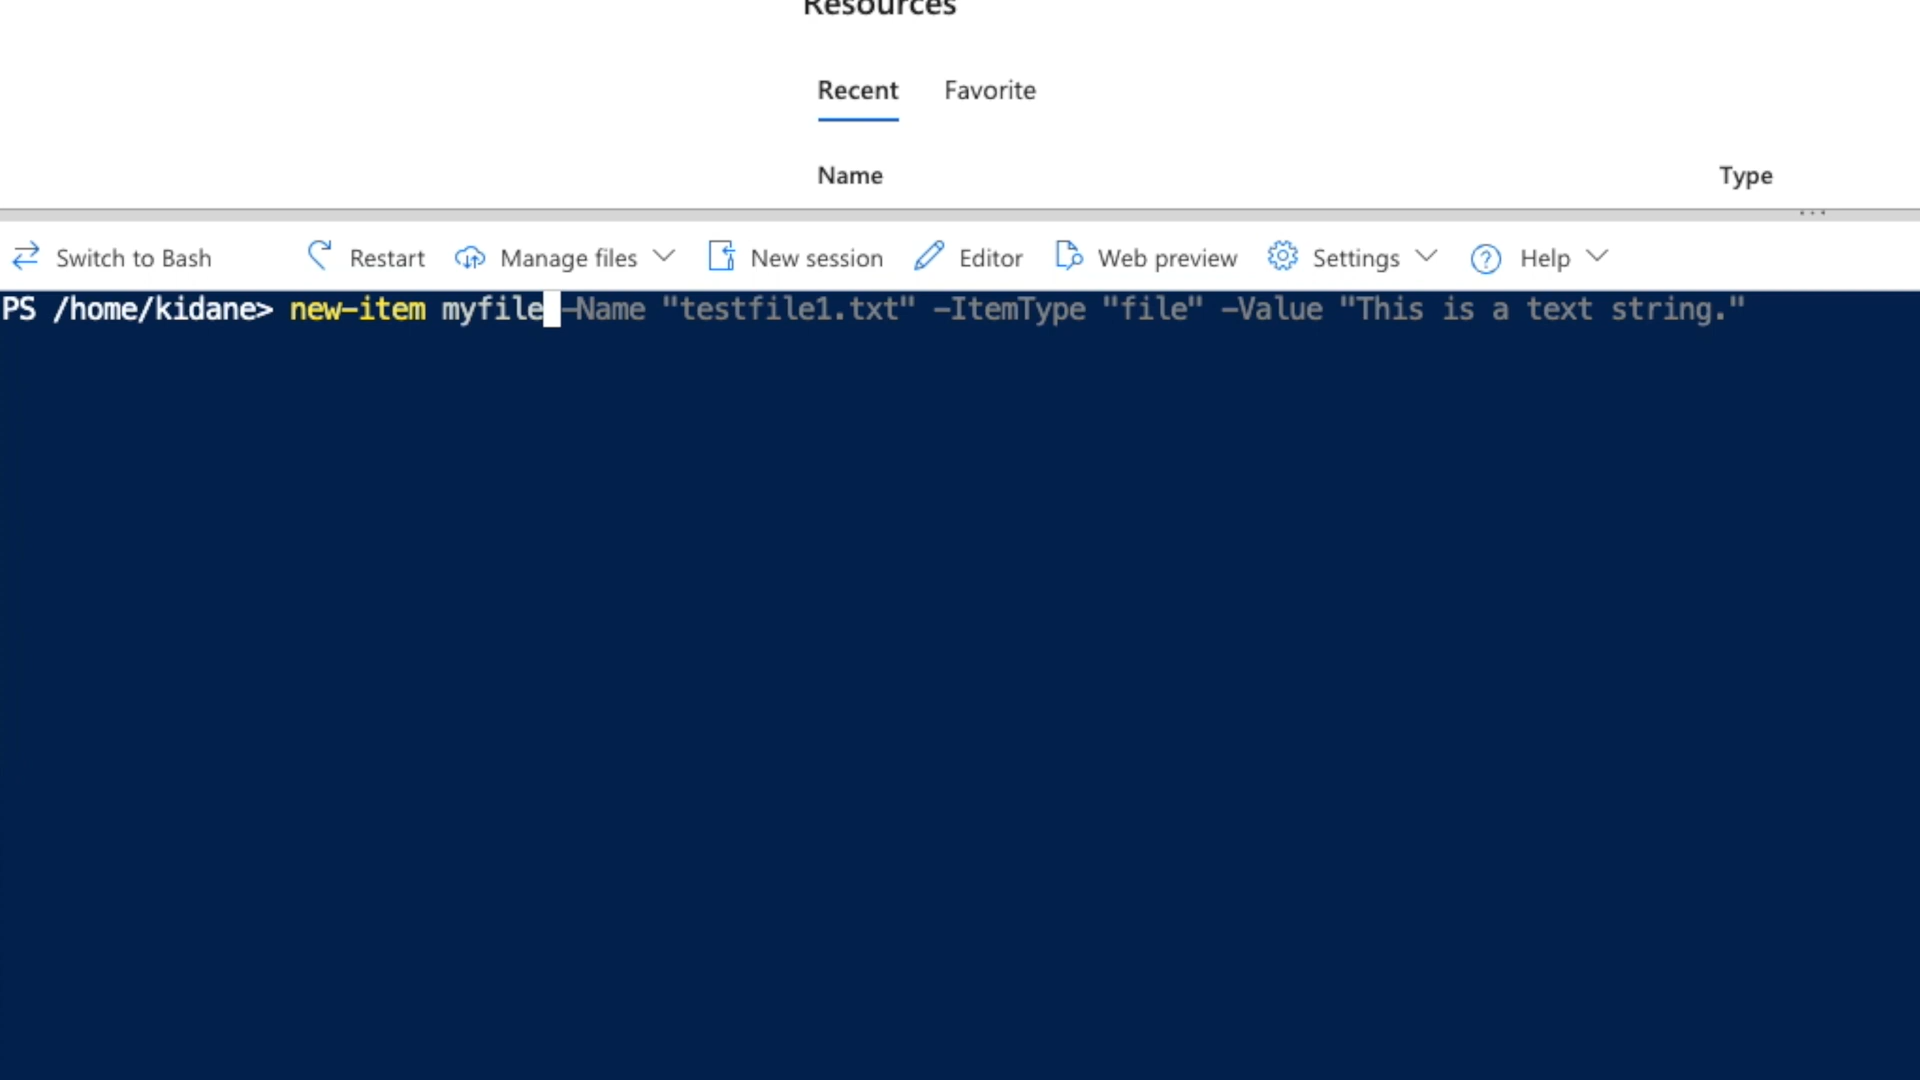 Resources
Recent Favorite
Name Type
Switch to Bash Restart Manage files New session Editor Web preview Settings Help
PS /home/kidane> new-item myfile -Name "testfile1.txt" -ItemType "file" -Value "This is a text string."